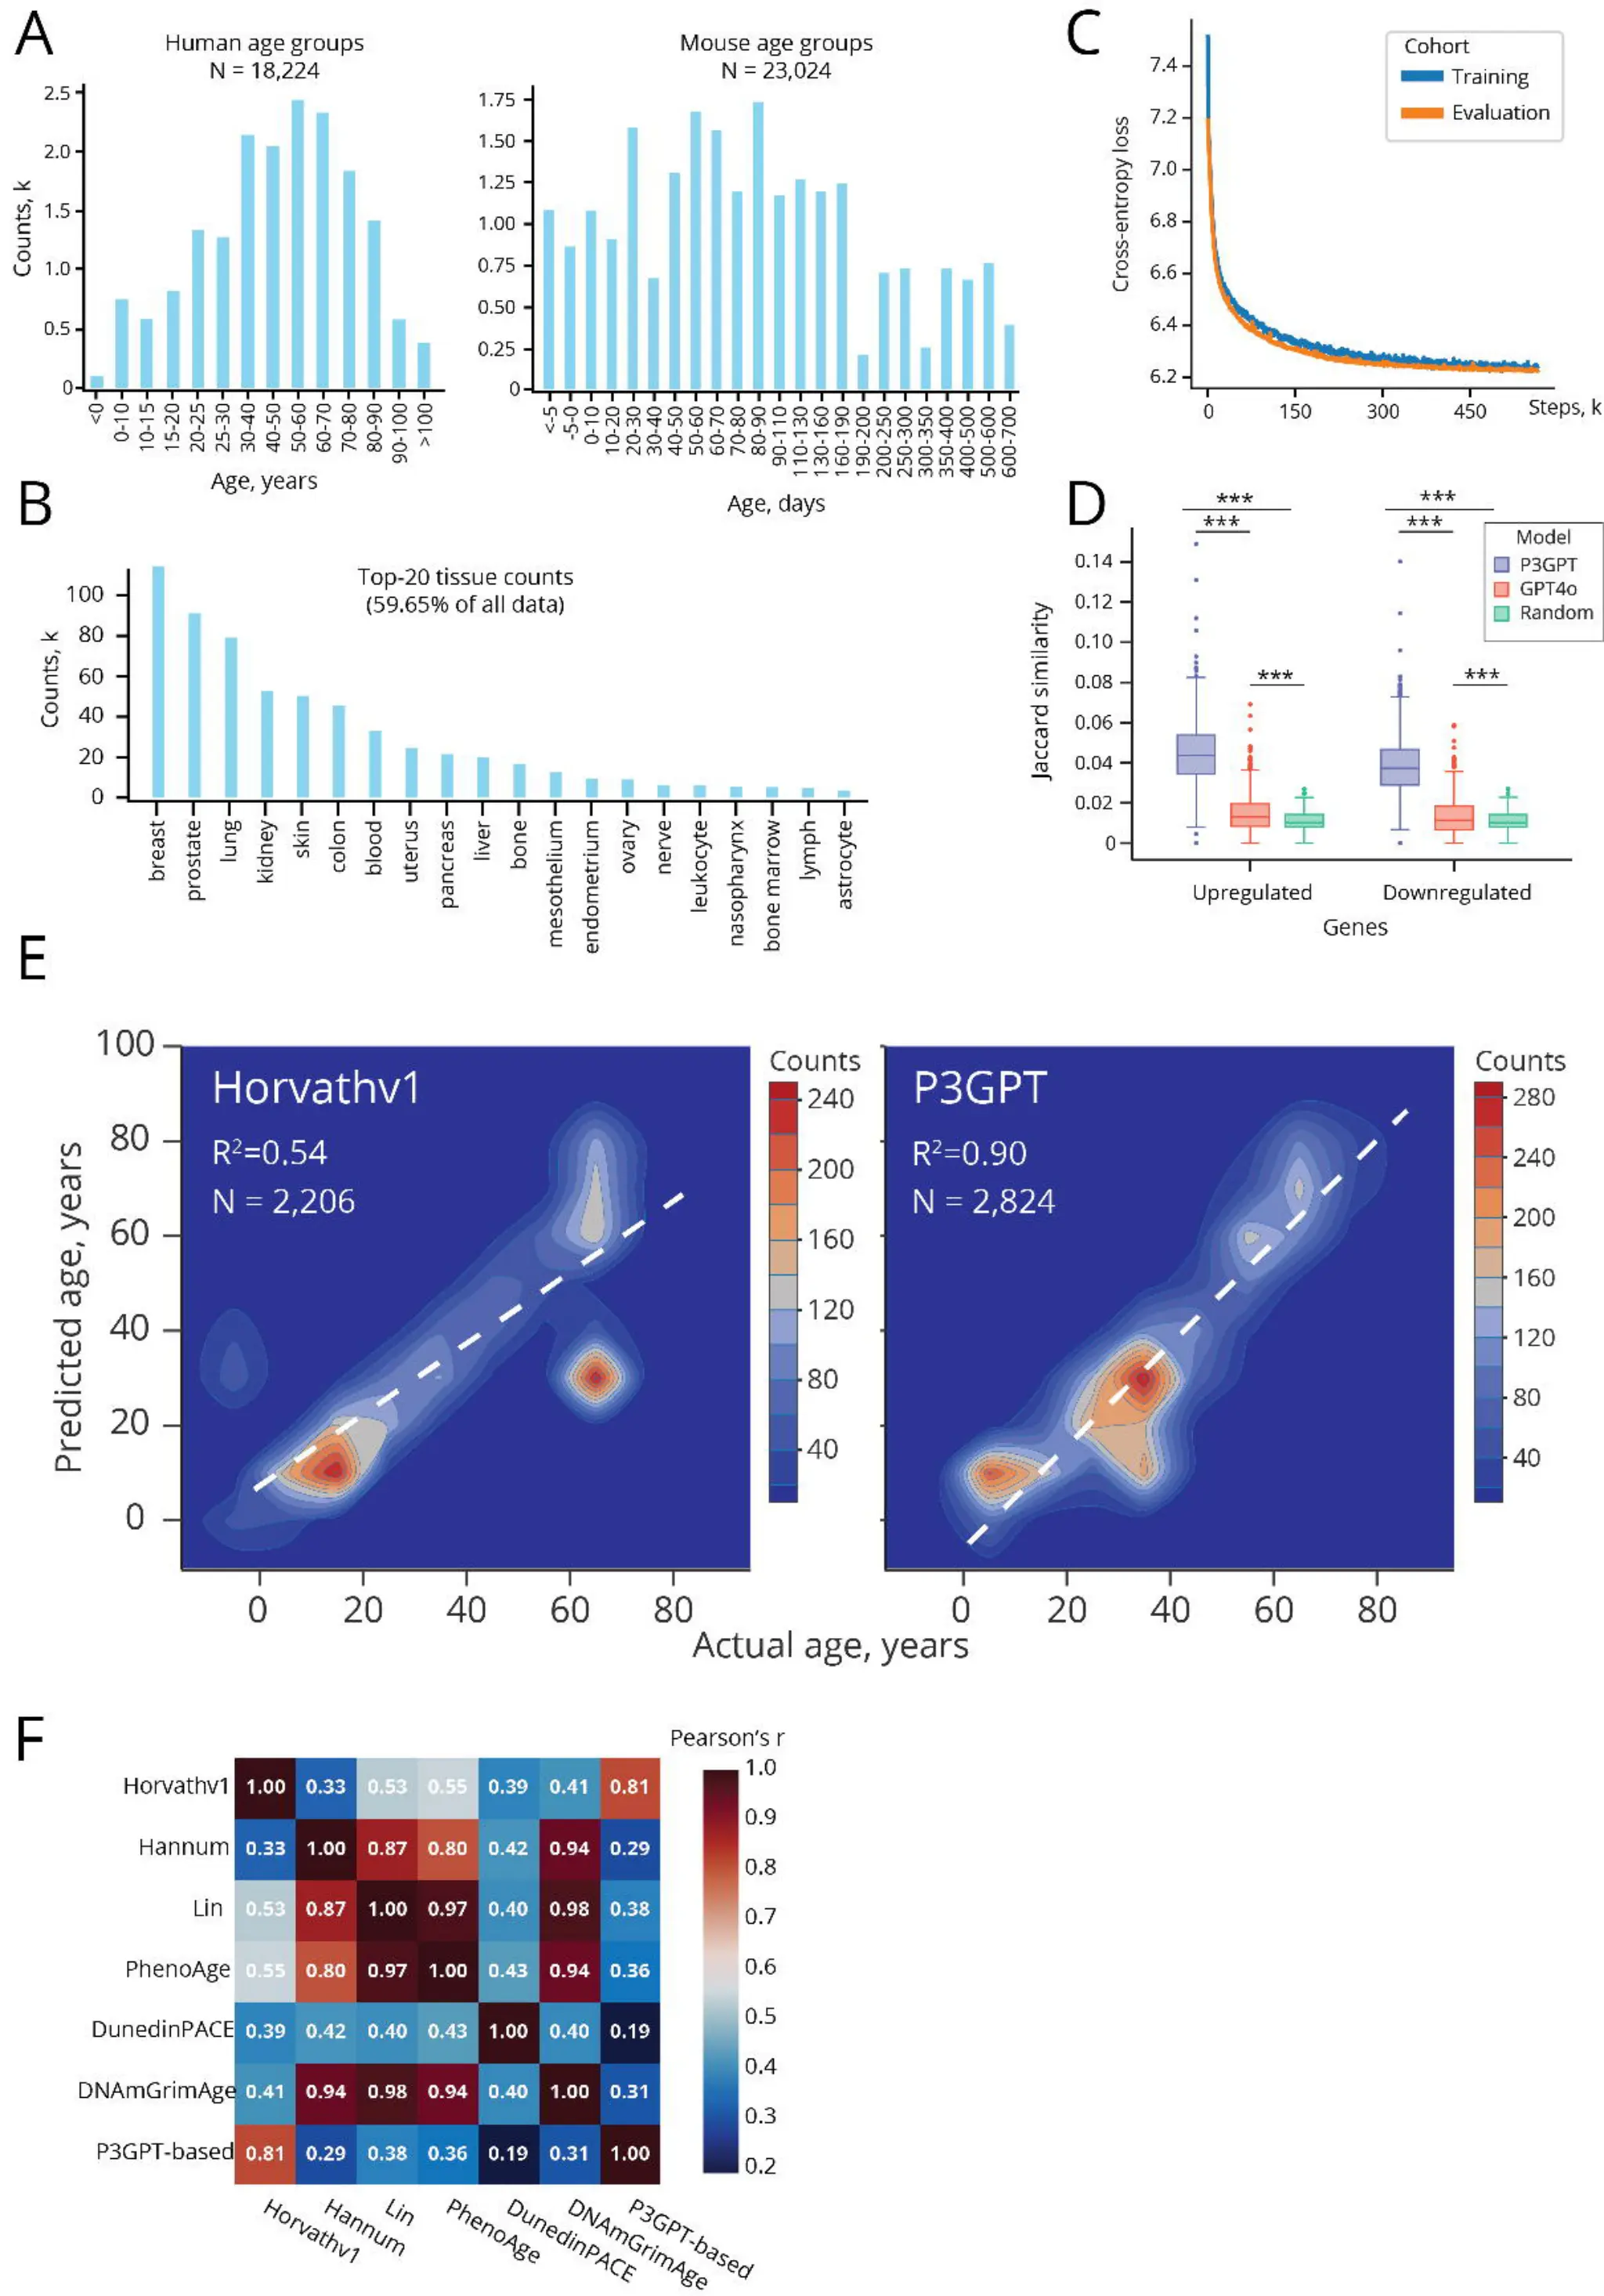 A
Human age groups
N = 18,224
Counts, k
2.5
2.0
1.5
1.0
0.5
0
<0
0-10
10-15
15-20
20-25
25-30
30-40
40-50
50-60
60-70
70-80
80-90
90-100
>100
Age, years
Mouse age groups
N = 23,024
1.75
1.50
1.25
1.00
0.75
0.50
0.25
0
<-5
-5-0
0-10
10-20
20-30
30-40
40-50
50-60
60-70
70-80
80-90
90-110
110-130
130-160
160-190
190-200
200-250
250-300
300-350
350-400
400-500
500-600
600-700
Age, days
B
Top-20 tissue counts
(59.65% of all data)
Counts, k
100
80
60
40
20
0
breast
prostate
lung
kidney
skin
colon
blood
uterus
pancreas
liver
bone
mesothelium
endometrium
ovary
nerve
leukocyte
nasopharynx
bone marrow
lymph
astrocyte
C
Cohort
Training
Evaluation
Cross-entropy loss
7.4
7.2
7.0
6.8
6.6
6.4
6.2
0 150 300 450 Steps, k
D
*** ***
*** ***
*** ***
Model
P3GPT
GPT4o
Random
Jaccard similarity
0.14
0.12
0.10
0.08
0.06
0.04
0.02
0
Upregulated Downregulated
Genes
E
Predicted age, years
100
80
60
40
20
0
Horvathv1
R²=0.54
N = 2,206
Counts
240
200
160
120
80
40
0 20 40 60 80
P3GPT
R²=0.90
N = 2,824
Counts
280
240
200
160
120
80
40
0 20 40 60 80
Actual age, years
F
Pearson's r
1.0
0.9
0.8
0.7
0.6
0.5
0.4
0.3
0.2
Horvathv1 1.00 0.33 0.53 0.55 0.39 0.41 0.81
Hannum 0.33 1.00 0.87 0.80 0.42 0.94 0.29
Lin 0.53 0.87 1.00 0.97 0.40 0.98 0.38
PhenoAge 0.55 0.80 0.97 1.00 0.43 0.94 0.36
DunedinPACE 0.39 0.42 0.40 0.43 1.00 0.40 0.19
DNAmGrimAge 0.41 0.94 0.98 0.94 0.40 1.00 0.31
P3GPT-based 0.81 0.29 0.38 0.36 0.19 0.31 1.00
Horvathv1
Hannum
Lin
PhenoAge
DunedinPACE
DNAmGrimAge
P3GPT-based